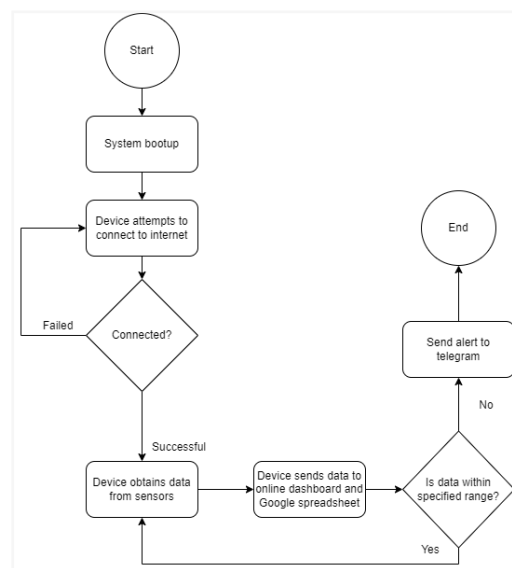 Start
System bootup
Device attempts to
connect to internet
Failed
Connected?
Successful
Device obtains data
from sensors
Device sends data to
online dashboard and
Google spreadsheet
Is data within
specified range?
Yes
No
Send alert to
telegram
End